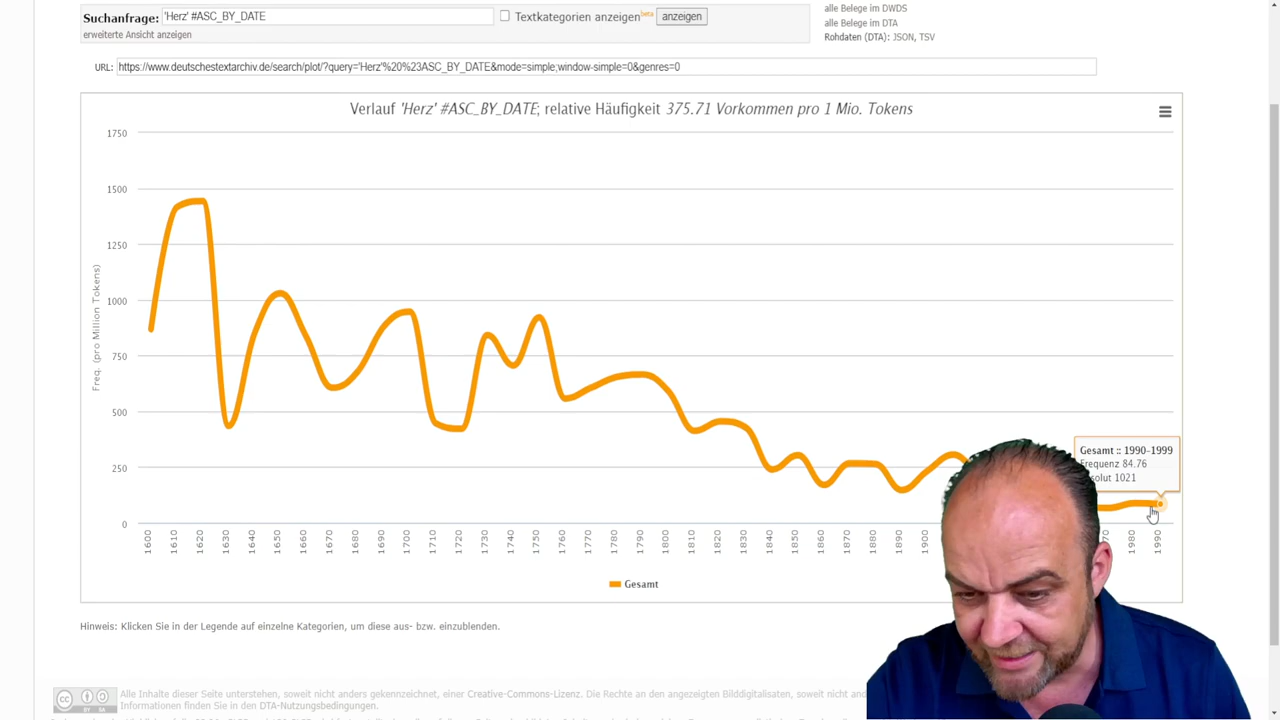 Suchanfrage: 'Herz' #ASC_BY_DATE Textkategorien anzeigen beta anzeigen
erweiterte Ansicht anzeigen
alle Belege im DWDS
alle Belege im DTA
Rohdaten (DTA): JSON, TSV
URL: https://www.deutschestextarchiv.de/search/plot/?query='Herz'%20%23ASC_BY_DATE&mode=simple;window-simple=0&genres=0
Verlauf 'Herz' #ASC_BY_DATE; relative Häufigkeit 375.71 Vorkommen pro 1 Mio. Tokens
Freq. (pro Million Tokens)
1750
1500
1250
1000
750
500
250
0
Gesamt :: 1990-1999
Frequenz 84.76
1021
1600 1610 1620 1630 1640 1650 1660 1670 1680 1690 1700 1710 1720 1730 1740 1750 1760 1770 1780 1790 1800 1810 1820 1830 1840 1850 1860 1870 1880 1890 1900 1980 1990
Gesamt
Hinweis: Klicken Sie in der Legende auf einzelne Kategorien, um diese aus- bzw. einzublenden.
cc BY SA
Alle Inhalte dieser Seite unterstehen, soweit nicht anders gekennzeichnet, einer Creative-Commons-Lizenz. Die Rechte an den angezeigten Bilddigitalisaten, soweit nicht
Informationen finden Sie in den DTA-Nutzungsbedingungen.